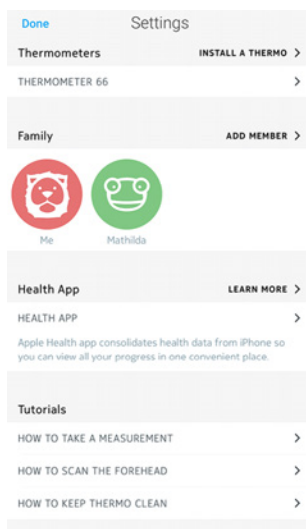 Done Settings
Thermometers INSTALL A THERMO >
THERMOMETER 66 >
Family ADD MEMBER >
Me Mathilda
Health App LEARN MORE >
HEALTH APP >
Apple Health app consolidates health data from iPhone so
you can view all your progress in one convenient place.
Tutorials
HOW TO TAKE A MEASUREMENT >
HOW TO SCAN THE FOREHEAD >
HOW TO KEEP THERMO CLEAN >